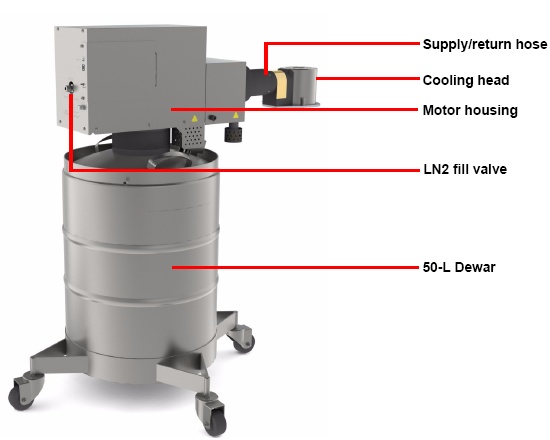 Supply/return hose
Cooling head
Motor housing
LN2 fill valve
50-L Dewar